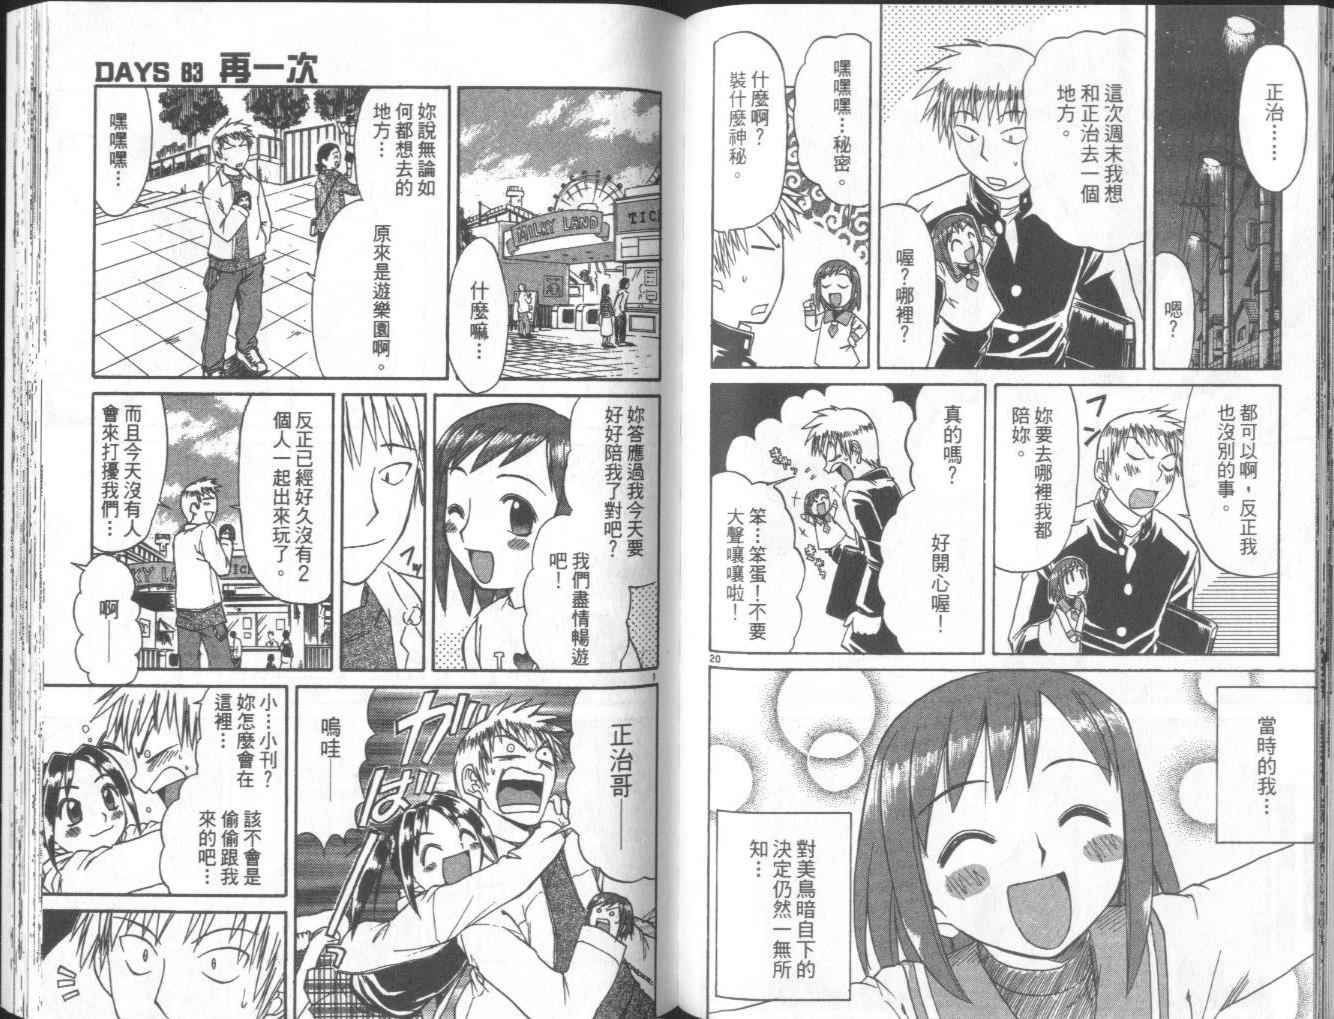 正治……
嗯?
這次週末我想
和正治去一個
地方。
喔?哪裡?
嘿嘿嘿…秘密。
什麼啊?
裝什麼神秘。
都可以啊,反正我
也沒別的事。
妳要去哪裡我都
陪妳。
真的嗎?
好開心喔!
笨…笨蛋!不要
大聲嚷嚷啦!
20
當時的我…
對美鳥暗自下的
決定仍然一無所
知…
DAYS 83 再一次
MILKY LAND
TICK
什麼嘛…
妳說無論如
何都想去的
地方…
原來是遊樂園啊。
嘿嘿嘿…
妳答應過我今天要
好好陪我了對吧?
我們盡情暢遊
吧!
I
反正已經好久沒有2
個人一起出來玩了。
而且今天沒有人
會來打擾我們…
KY LA
TIC
啊——
1
正治哥——
ガばっ
嗚哇——
小…小刊?
妳怎麼會在
這裡…
該不會是
偷偷跟我
來的吧…